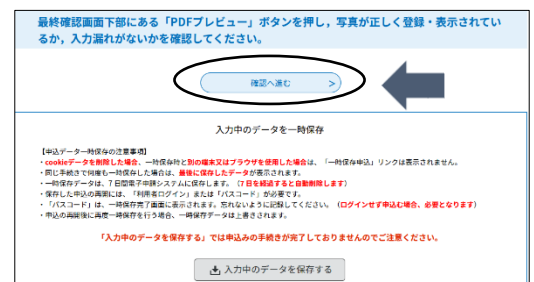 最終確認画面下部にある「PDFプレビュー」ボタンを押し，写真が正しく登録・表示されてい
るか，入力漏れがないかを確認してください。
確認へ進む >
入力中のデータを一時保存
【申込データ一時保存の注意事項】
・cookieデータを削除した場合、一時保存時と別の端末又はブラウザを使用した場合は、「一時保存申込」リンクは表示されません。
・同じ手続きで何度も一時保存した場合は、最後に保存したデータが表示されます。
・一時保存データは、7日間電子申請システムに保存します。（7日を経過すると自動削除します）
・保存した申込の再開には、「利用者ログイン」または「パスコード」が必要です。
・「パスコード」は、一時保存完了画面に表示されます。忘れないように記録してください。（ログインせず申込む場合、必要となります）
・申込の再開後に再度一時保存を行う場合、一時保存データは上書きされます。
「入力中のデータを保存する」では申込みの手続きが完了しておりませんのでご注意ください。
入力中のデータを保存する